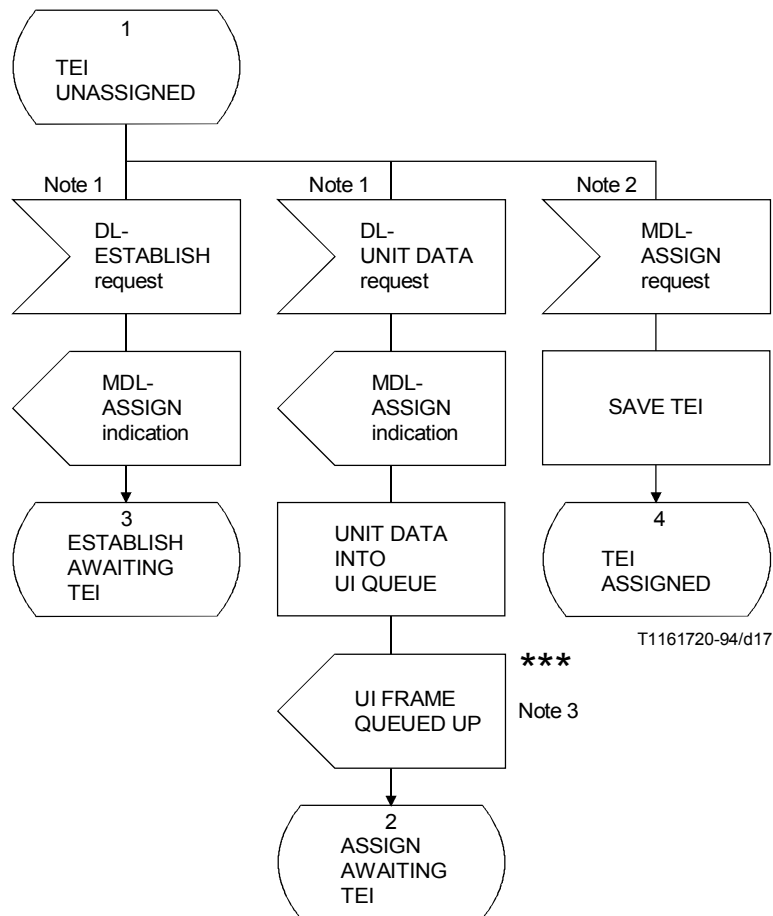 1
TEI
UNASSIGNED
Note 1
Note 1
Note 2
DL-
ESTABLISH
request
DL-
UNIT DATA
request
MDL-
ASSIGN
request
MDL-
ASSIGN
indication
MDL-
ASSIGN
indication
SAVE TEI
3
ESTABLISH
AWAITING
TEI
UNIT DATA
INTO
UI QUEUE
4
TEI
ASSIGNED
T1161720-94/d17
UI FRAME
QUEUED UP
***
Note 3
2
ASSIGN
AWAITING
TEI